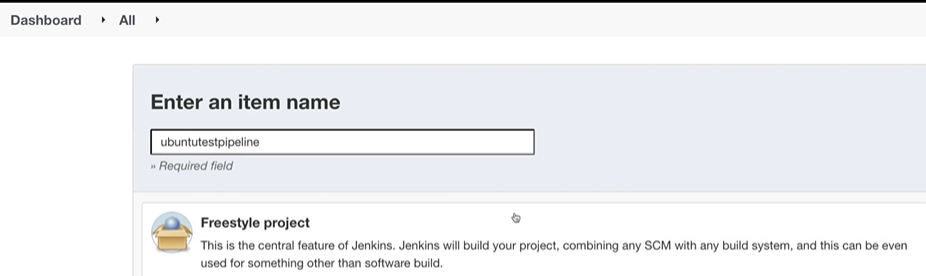 Dashboard All
Enter an item name
ubuntutestpipeline
» Required field
Freestyle project
This is the central feature of Jenkins. Jenkins will build your project, combining any SCM with any build system, and this can be even
used for something other than software build.